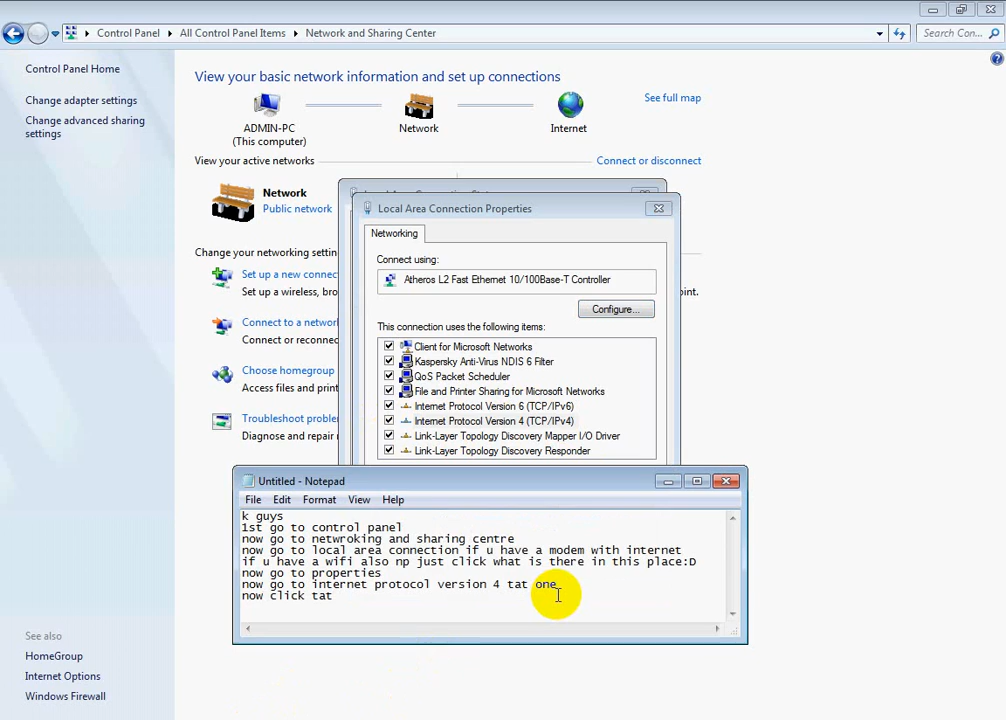 Control Panel
All Control Panel Items
Network and Sharing Center
Search Con...
Control Panel Home
Change adapter settings
Change advanced sharing
settings
View your basic network information and set up connections
See full map
ADMIN-PC
(This computer)
Network
Internet
View your active networks
Connect or disconnect
Network
Public network
Change your networking settin
Set up a new connec
Set up a wireless, bro
point.
Connect to a network
Connect or reconnec
Choose homegroup
Access files and print
Troubleshoot proble
Diagnose and repair
Local Area Connection Properties
Networking
Connect using:
Atheros L2 Fast Ethernet 10/100Base-T Controller
Configure...
This connection uses the following items:
Client for Microsoft Networks
Kaspersky Anti-Virus NDIS 6 Filter
QoS Packet Scheduler
File and Printer Sharing for Microsoft Networks
Internet Protocol Version 6 (TCP/IPv6)
Internet Protocol Version 4 (TCP/IPv4)
Link-Layer Topology Discovery Mapper I/O Driver
Link-Layer Topology Discovery Responder
Untitled - Notepad
File Edit Format View Help
k guys
1st go to control panel
now go to netwroking and sharing centre
now go to local area connection if u have a modem with internet
if u have a wifi also np just click what is there in this place:D
now go to properties
now go to internet protocol version 4 tat one
now click tat
See also
HomeGroup
Internet Options
Windows Firewall